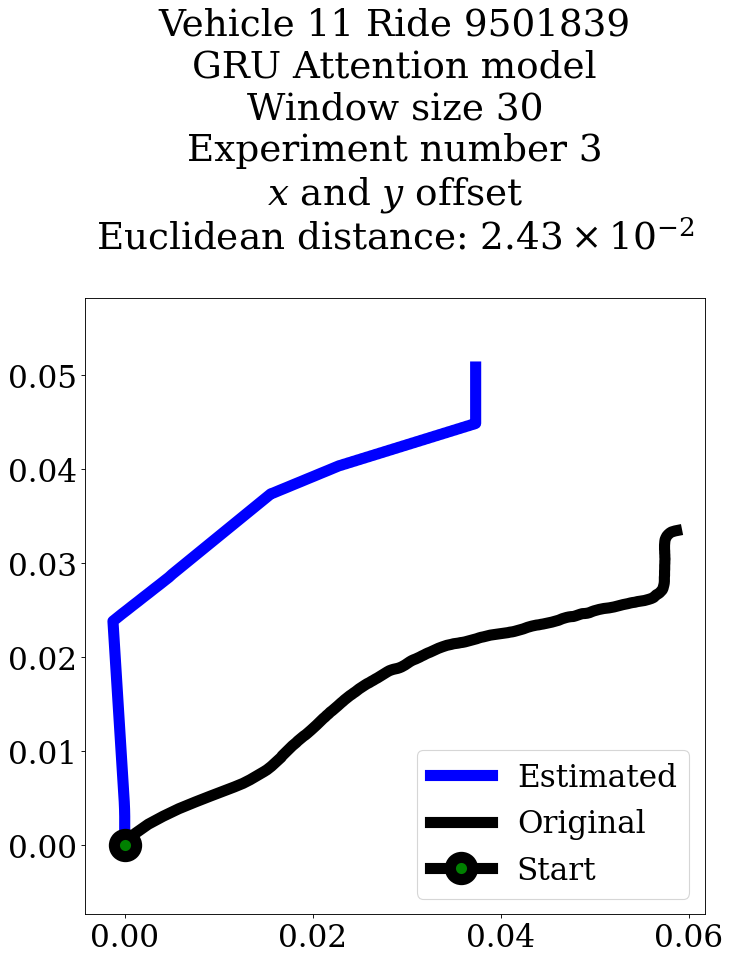 Vehicle 11 Ride 9501839
GRU Attention model
Window size 30
Experiment number 3
x and y offset
Euclidean distance: 2.43 × 10⁻²
0.05
0.04
0.03
0.02
0.01
0.00
Estimated
Original
Start
0.00 0.02 0.04 0.06